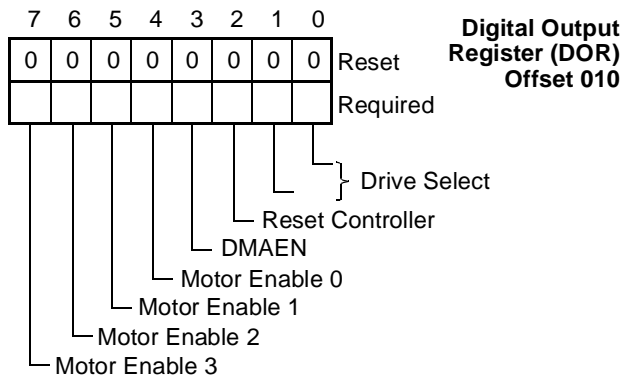 7 6 5 4 3 2 1 0
Digital Output
Register (DOR)
Offset 010
0 0 0 0 0 0 0 0 Reset
Required
Drive Select
Reset Controller
DMAEN
Motor Enable 0
Motor Enable 1
Motor Enable 2
Motor Enable 3